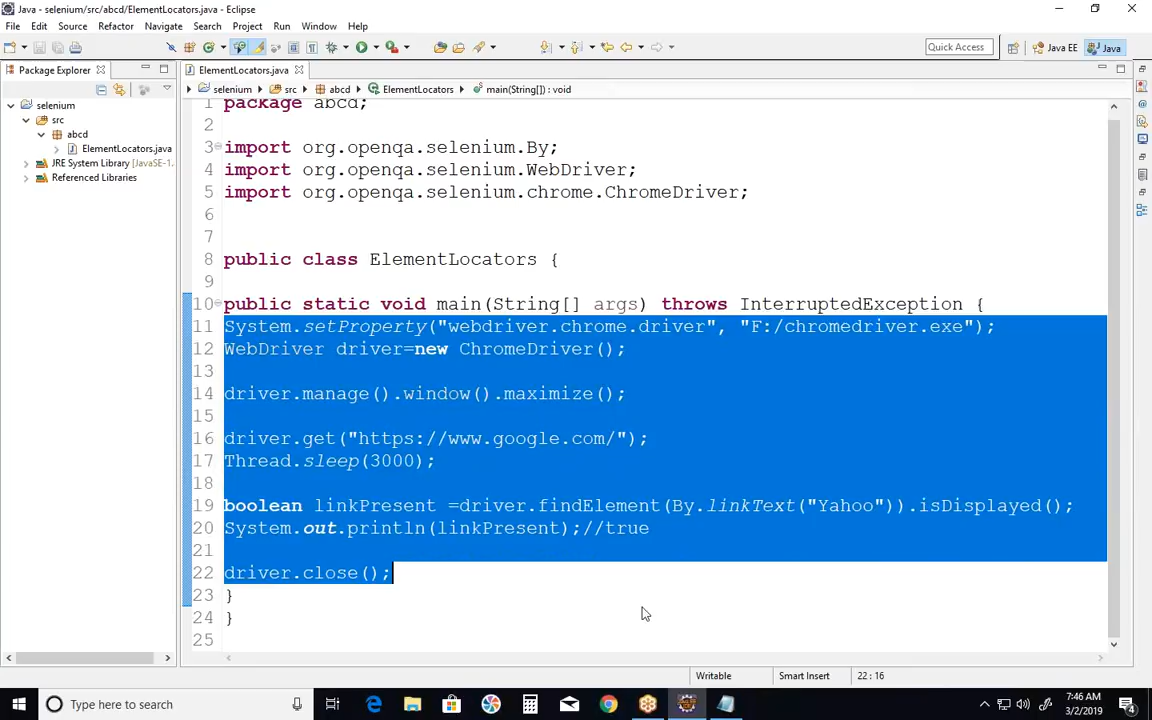 Java - selenium/src/abcd/ElementLocators.java - Eclipse
File Edit Source Refactor Navigate Search Project Run Window Help
Quick Access Java EE Java
Package Explorer
ElementLocators.java
selenium
src
abcd
ElementLocators.java
JRE System Library [JavaSE-1.
Referenced Libraries
selenium src abcd ElementLocators main(String[]) : void
1 package abcd;
2
3 import org.openqa.selenium.By;
4 import org.openqa.selenium.WebDriver;
5 import org.openqa.selenium.chrome.ChromeDriver;
6
7
8 public class ElementLocators {
9
10 public static void main(String[] args) throws InterruptedException {
11 System.setProperty("webdriver.chrome.driver", "F:/chromedriver.exe");
12 WebDriver driver=new ChromeDriver();
13
14 driver.manage().window().maximize();
15
16 driver.get("https://www.google.com/");
17 Thread.sleep(3000);
18
19 boolean linkPresent =driver.findElement(By.linkText("Yahoo")).isDisplayed();
20 System.out.println(linkPresent);//true
21
22 driver.close();
23 }
24 }
25
Writable Smart Insert 22 : 16
Type here to search
7:46 AM
3/2/2019
4